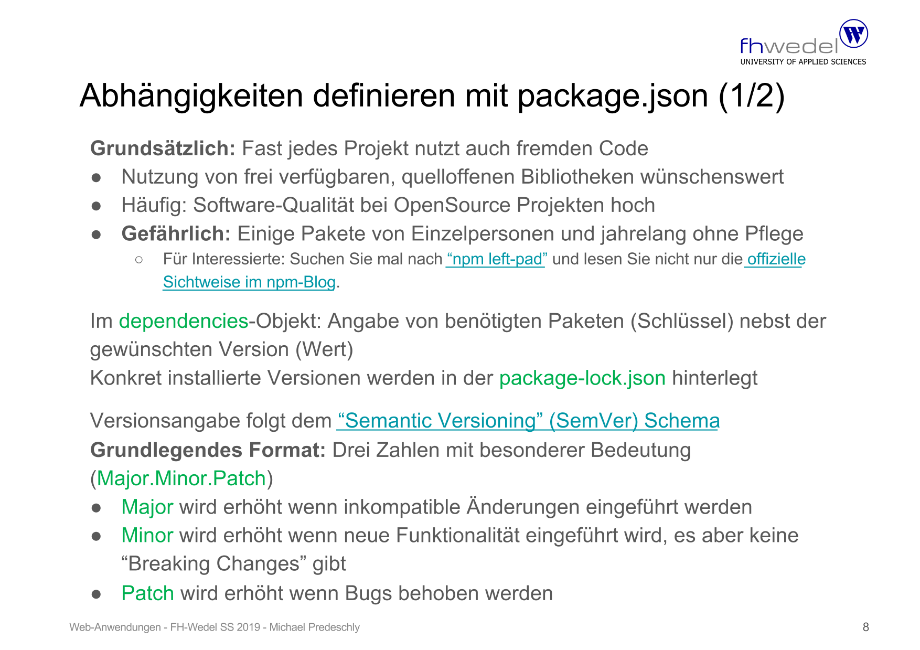 fhwedel
UNIVERSITY OF APPLIED SCIENCES
Abhängigkeiten definieren mit package.json (1/2)
Grundsätzlich: Fast jedes Projekt nutzt auch fremden Code
● Nutzung von frei verfügbaren, quelloffenen Bibliotheken wünschenswert
● Häufig: Software-Qualität bei OpenSource Projekten hoch
● Gefährlich: Einige Pakete von Einzelpersonen und jahrelang ohne Pflege
○ Für Interessierte: Suchen Sie mal nach “npm left-pad” und lesen Sie nicht nur die offizielle
Sichtweise im npm-Blog.
Im dependencies-Objekt: Angabe von benötigten Paketen (Schlüssel) nebst der
gewünschten Version (Wert)
Konkret installierte Versionen werden in der package-lock.json hinterlegt
Versionsangabe folgt dem “Semantic Versioning” (SemVer) Schema
Grundlegendes Format: Drei Zahlen mit besonderer Bedeutung
(Major.Minor.Patch)
● Major wird erhöht wenn inkompatible Änderungen eingeführt werden
● Minor wird erhöht wenn neue Funktionalität eingeführt wird, es aber keine
“Breaking Changes” gibt
● Patch wird erhöht wenn Bugs behoben werden
Web-Anwendungen - FH-Wedel SS 2019 - Michael Predeschly
8